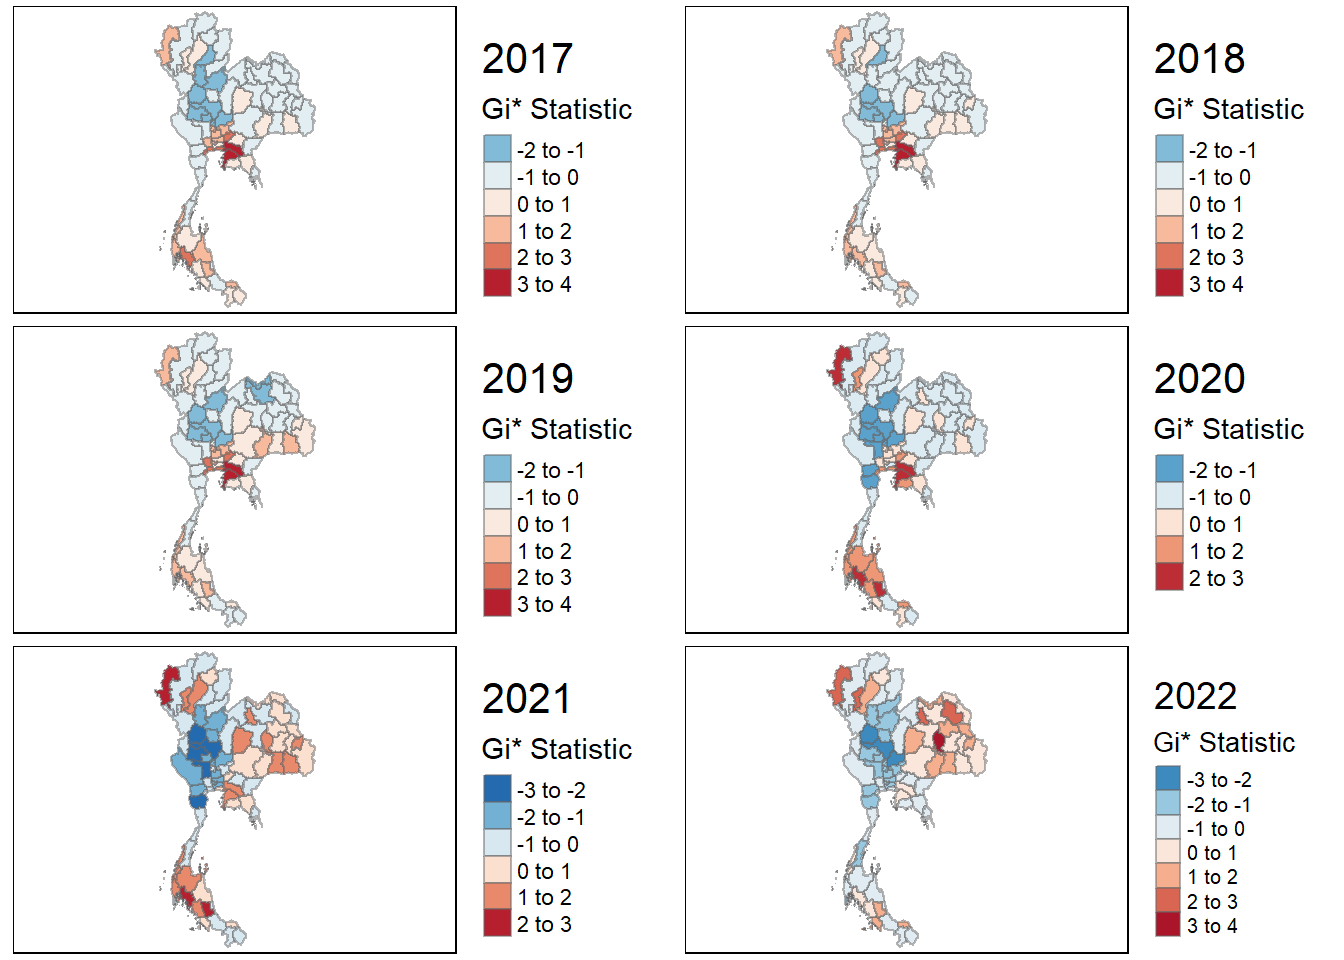 2017
Gi* Statistic
-2 to -1
-1 to 0
0 to 1
1 to 2
2 to 3
3 to 4
2018
Gi* Statistic
-2 to -1
-1 to 0
0 to 1
1 to 2
2 to 3
3 to 4
2019
Gi* Statistic
-2 to -1
-1 to 0
0 to 1
1 to 2
2 to 3
3 to 4
2020
Gi* Statistic
-2 to -1
-1 to 0
0 to 1
1 to 2
2 to 3
2021
Gi* Statistic
-3 to -2
-2 to -1
-1 to 0
0 to 1
1 to 2
2 to 3
2022
Gi* Statistic
-3 to -2
-2 to -1
-1 to 0
0 to 1
1 to 2
2 to 3
3 to 4